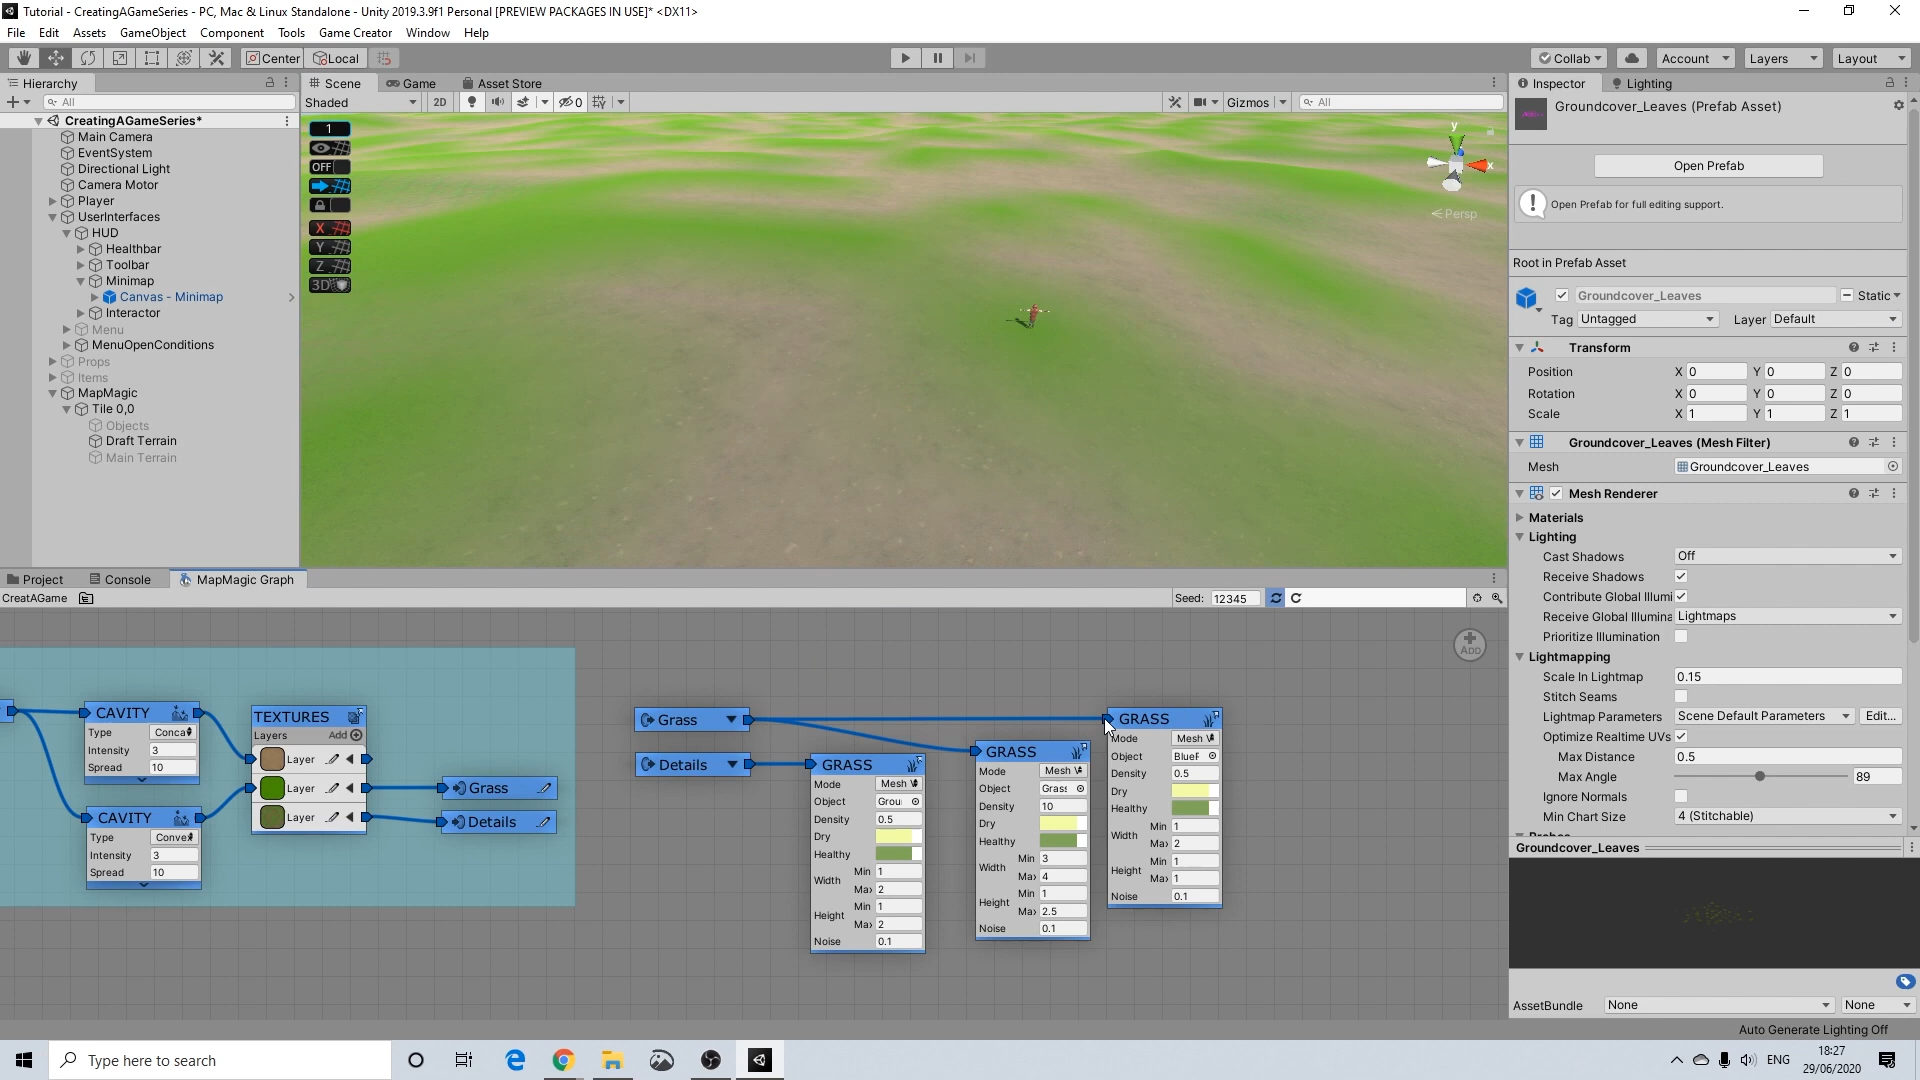 Tutorial - CreatingAGameSeries - PC, Mac & Linux Standalone - Unity 2019.3.9f1 Personal [PREVIEW PACKAGES IN USE]* <DX11>
File Edit Assets GameObject Component Tools Game Creator Window Help
Center Local Collab Account Layers Layout
Hierarchy
All
CreatingAGameSeries*
Main Camera
EventSystem
Directional Light
Camera Motor
Player
UserInterfaces
HUD
Healthbar
Toolbar
Minimap
Canvas - Minimap
Interactor
Menu
MenuOpenConditions
Props
Items
MapMagic
Tile 0,0
Objects
Draft Terrain
Main Terrain
Scene Game Asset Store
Shaded 2D 0 Gizmos All
1
OFF
X
Y
Z
3D
y
x
Persp
Project Console MapMagic Graph
CreatAGame Seed: 12345
ADD
CAVITY
Type Conca
Intensity 3
Spread 10
CAVITY
Type Conve
Intensity 3
Spread 10
TEXTURES
Layers Add
Layer
Layer
Layer
Grass
Details
Grass
Details
GRASS
Mode Mesh
Object Grou
Density 0.5
Dry
Healthy
Width Min 1
Max 2
Height Min 1
Max 2
Noise 0.1
GRASS
Mode Mesh
Object Grass
Density 10
Dry
Healthy
Width Min 3
Max 4
Height Min 1
Max 2.5
Noise 0.1
GRASS
Mode Mesh
Object BlueF
Density 0.5
Dry
Healthy
Width Min 1
Max 2
Height Min 1
Max 1
Noise 0.1
Inspector Lighting
Groundcover_Leaves (Prefab Asset)
Open Prefab
Open Prefab for full editing support.
Root in Prefab Asset
Groundcover_Leaves Static
Tag Untagged Layer Default
Transform
Position X 0 Y 0 Z 0
Rotation X 0 Y 0 Z 0
Scale X 1 Y 1 Z 1
Groundcover_Leaves (Mesh Filter)
Mesh Groundcover_Leaves
Mesh Renderer
Materials
Lighting
Cast Shadows Off
Receive Shadows
Contribute Global Illumi
Receive Global Illumina Lightmaps
Prioritize Illumination
Lightmapping
Scale In Lightmap 0.15
Stitch Seams
Lightmap Parameters Scene Default Parameters Edit...
Optimize Realtime UVs
Max Distance 0.5
Max Angle 89
Ignore Normals
Min Chart Size 4 (Stitchable)
Groundcover_Leaves
AssetBundle None None
Auto Generate Lighting Off
Type here to search
ENG
18:27
29/06/2020